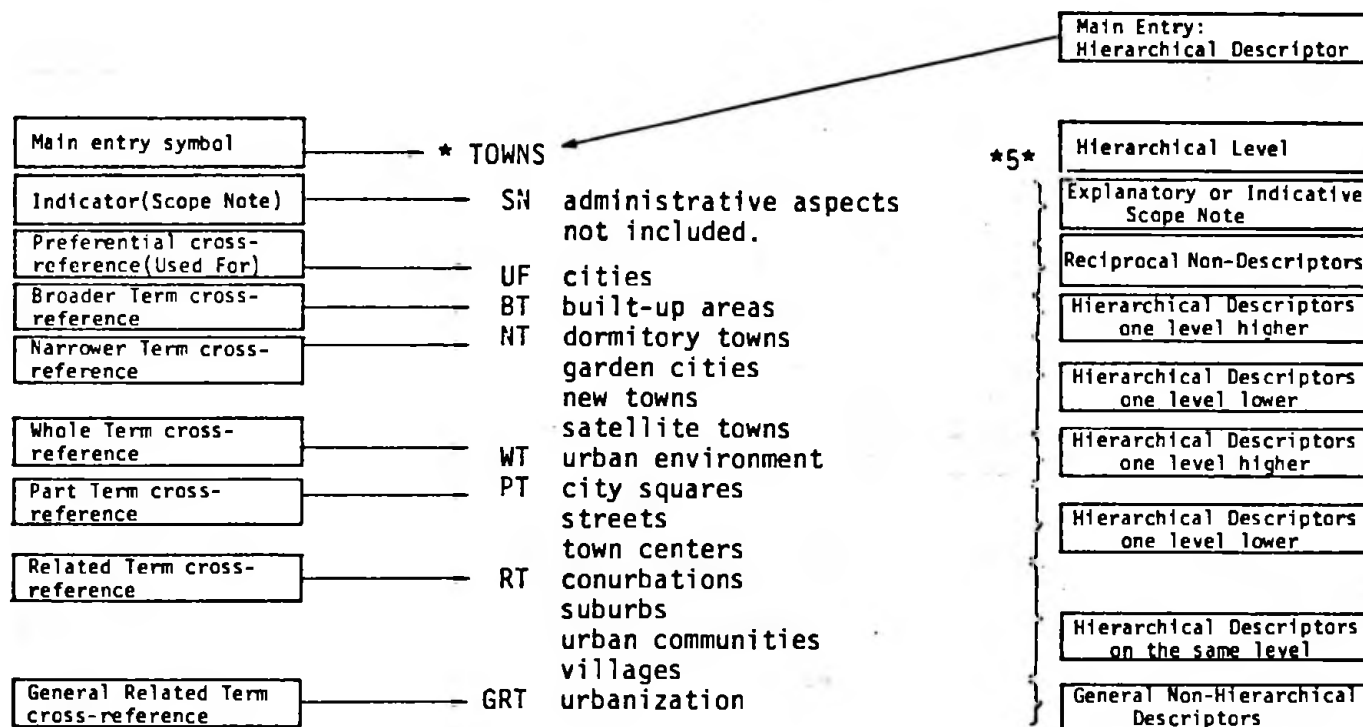 Main Entry:
Hierarchical Descriptor
Main entry symbol
* TOWNS
*5*
Hierarchical Level
Indicator(Scope Note)
SN administrative aspects
not included.
Explanatory or Indicative
Scope Note
Preferential cross-
reference(Used For)
UF cities
Reciprocal Non-Descriptors
Broader Term cross-
reference
BT built-up areas
Hierarchical Descriptors
one level higher
Narrower Term cross-
reference
NT dormitory towns
garden cities
new towns
satellite towns
Hierarchical Descriptors
one level lower
Whole Term cross-
reference
WT urban environment
Hierarchical Descriptors
one level higher
Part Term cross-
reference
PT city squares
streets
town centers
Hierarchical Descriptors
one level lower
Related Term cross-
reference
RT conurbations
suburbs
urban communities
villages
Hierarchical Descriptors
on the same level
General Related Term
cross-reference
GRT urbanization
General Non-Hierarchical
Descriptors